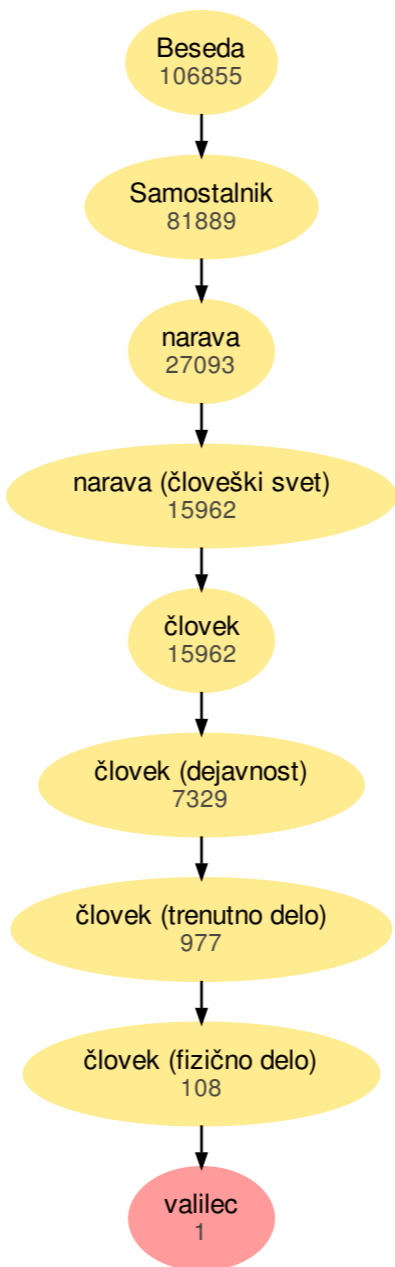 Beseda
106855
Samostalnik
81889
narava
27093
narava (človeški svet)
15962
človek
15962
človek (dejavnost)
7329
človek (trenutno delo)
977
človek (fizično delo)
108
valilec
1